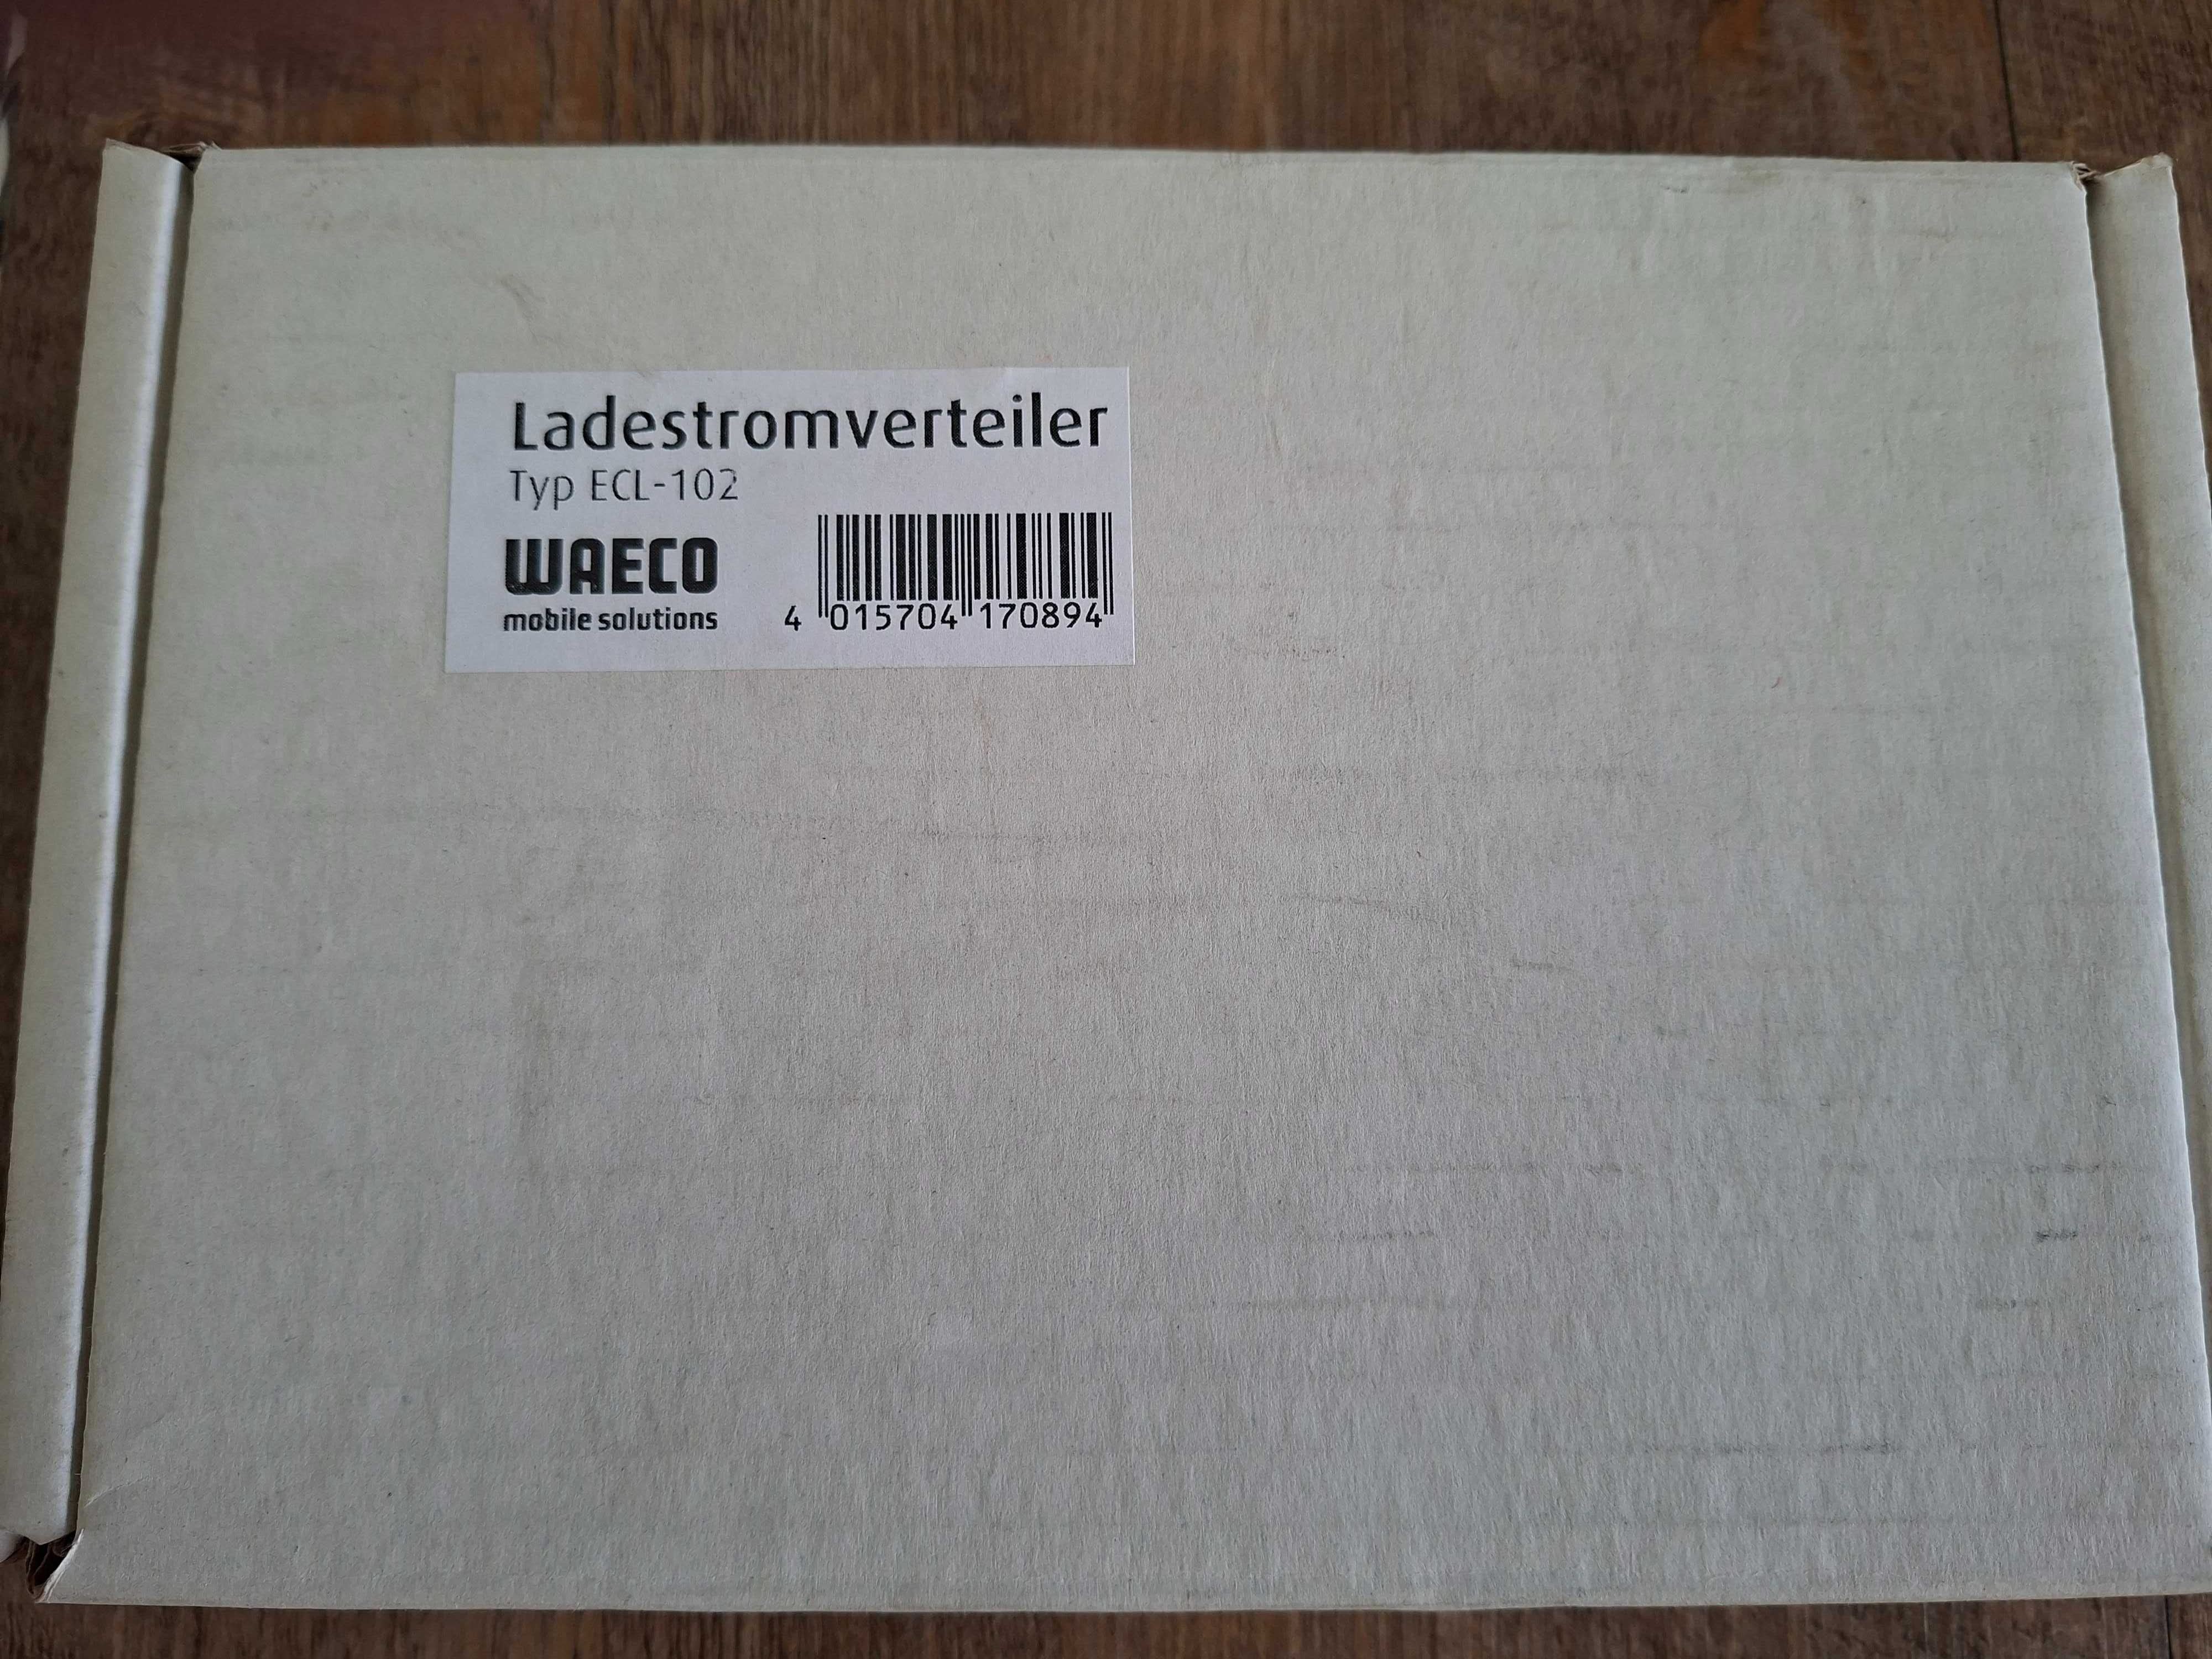 Ladestromverteiler
Typ ECL-102
WAECO
mobile solutions
4 015704 170894